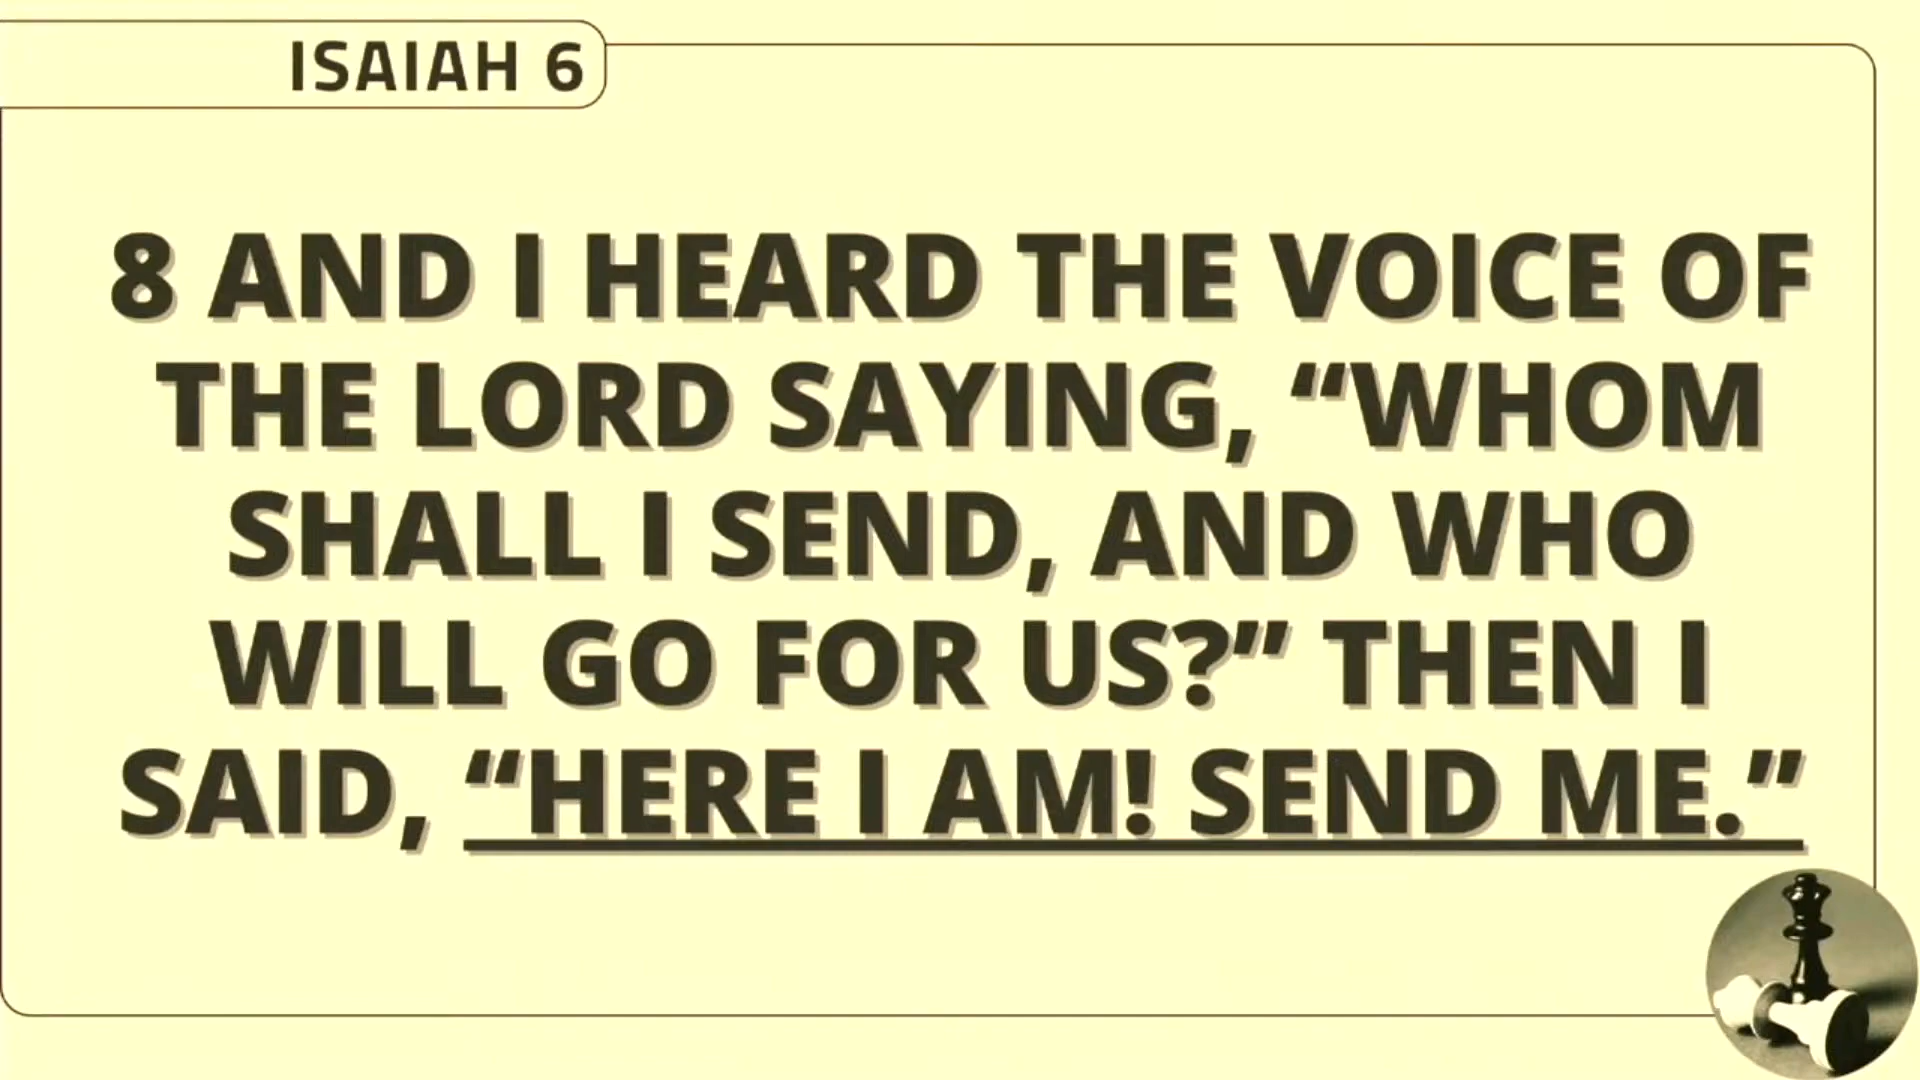 ISAIAH 6
8 AND I HEARD THE VOICE OF
THE LORD SAYING, “WHOM
SHALL I SEND, AND WHO
WILL GO FOR US?” THEN I
SAID, “HERE I AM! SEND ME.”